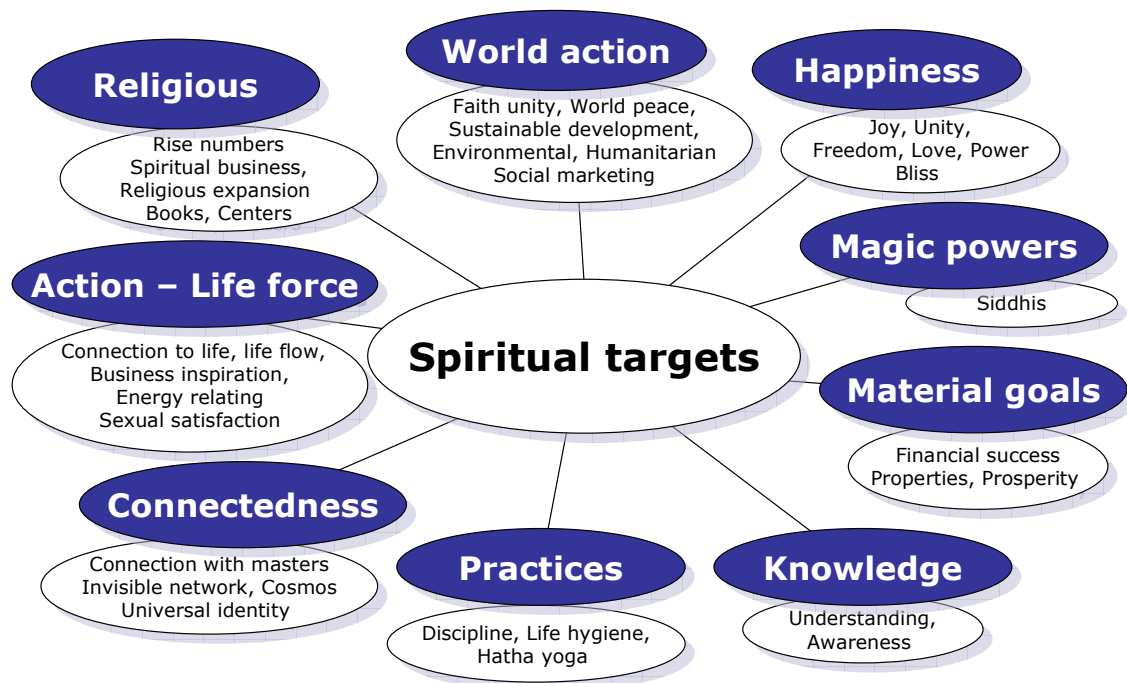 World action
Faith unity, World peace,
Sustainable development,
Environmental, Humanitarian
Social marketing
Happiness
Joy, Unity,
Freedom, Love, Power
Bliss
Religious
Rise numbers
Spiritual business,
Religious expansion
Books, Centers
Magic powers
Siddhis
Action – Life force
Connection to life, life flow,
Business inspiration,
Energy relating
Sexual satisfaction
Spiritual targets
Material goals
Financial success
Properties, Prosperity
Connectedness
Connection with masters
Invisible network, Cosmos
Universal identity
Practices
Discipline, Life hygiene,
Hatha yoga
Knowledge
Understanding,
Awareness